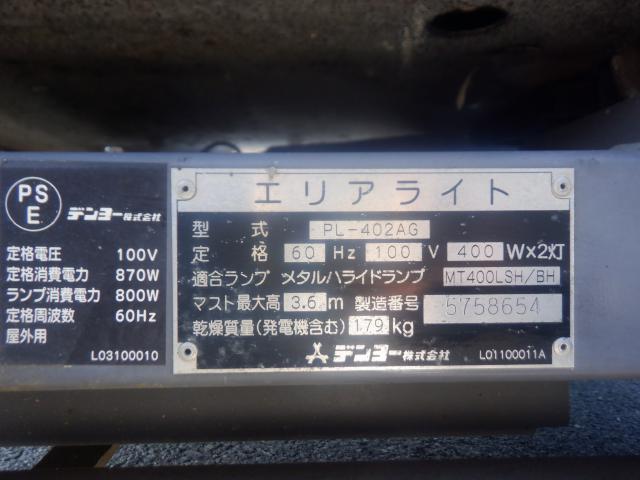 PS
E
デンヨー株式会社
定格電圧 100V
定格消費電力 870W
ランプ消費電力 800W
定格周波数 60Hz
屋外用
L03100010
エリアライト
型式 PL-402AG
定格 60 Hz 100 V 400 W×2灯
適合ランプ メタルハライドランプ MT400LSH/BH
マスト最大高 3.6 m 製造番号 5758654
乾燥質量(発電機含む) 179 kg
デンヨー株式会社 L01100011A